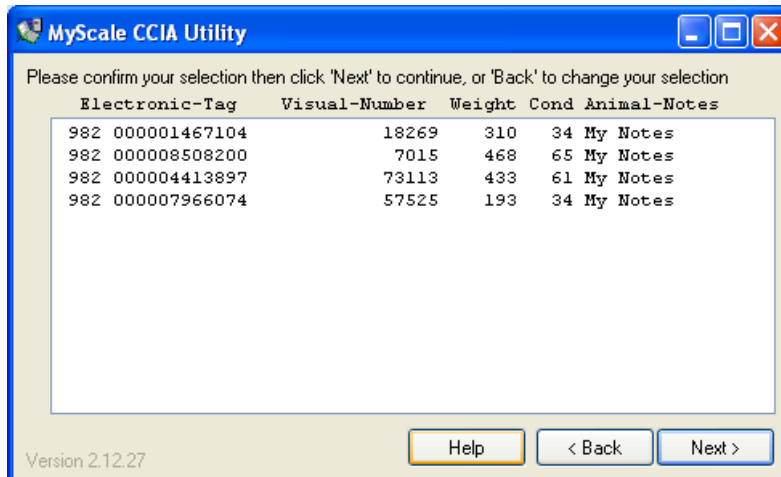 MyScale CCIA Utility
Please confirm your selection then click 'Next' to continue, or 'Back' to change your selection
Electronic-Tag Visual-Number Weight Cond Animal-Notes
982 000001467104 18269 310 34 My Notes
982 000008508200 7015 468 65 My Notes
982 000004413897 73113 433 61 My Notes
982 000007966074 57525 193 34 My Notes
Help < Back Next >
Version 2.12.27